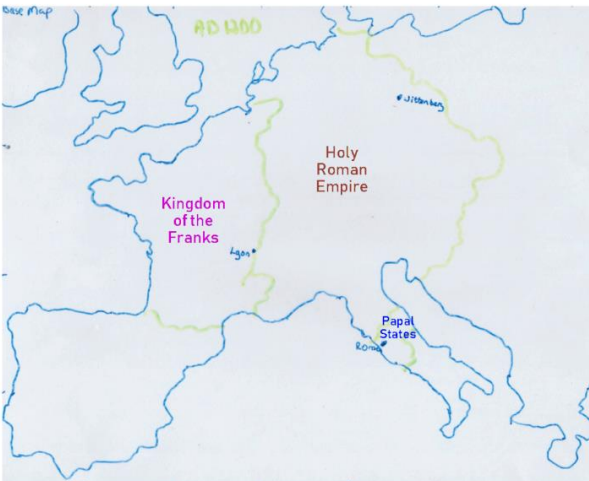 Base Map
AD 1200
Wittenberg
Holy
Roman
Empire
Kingdom
of the
Franks
Lyon
Papal
States
Rome